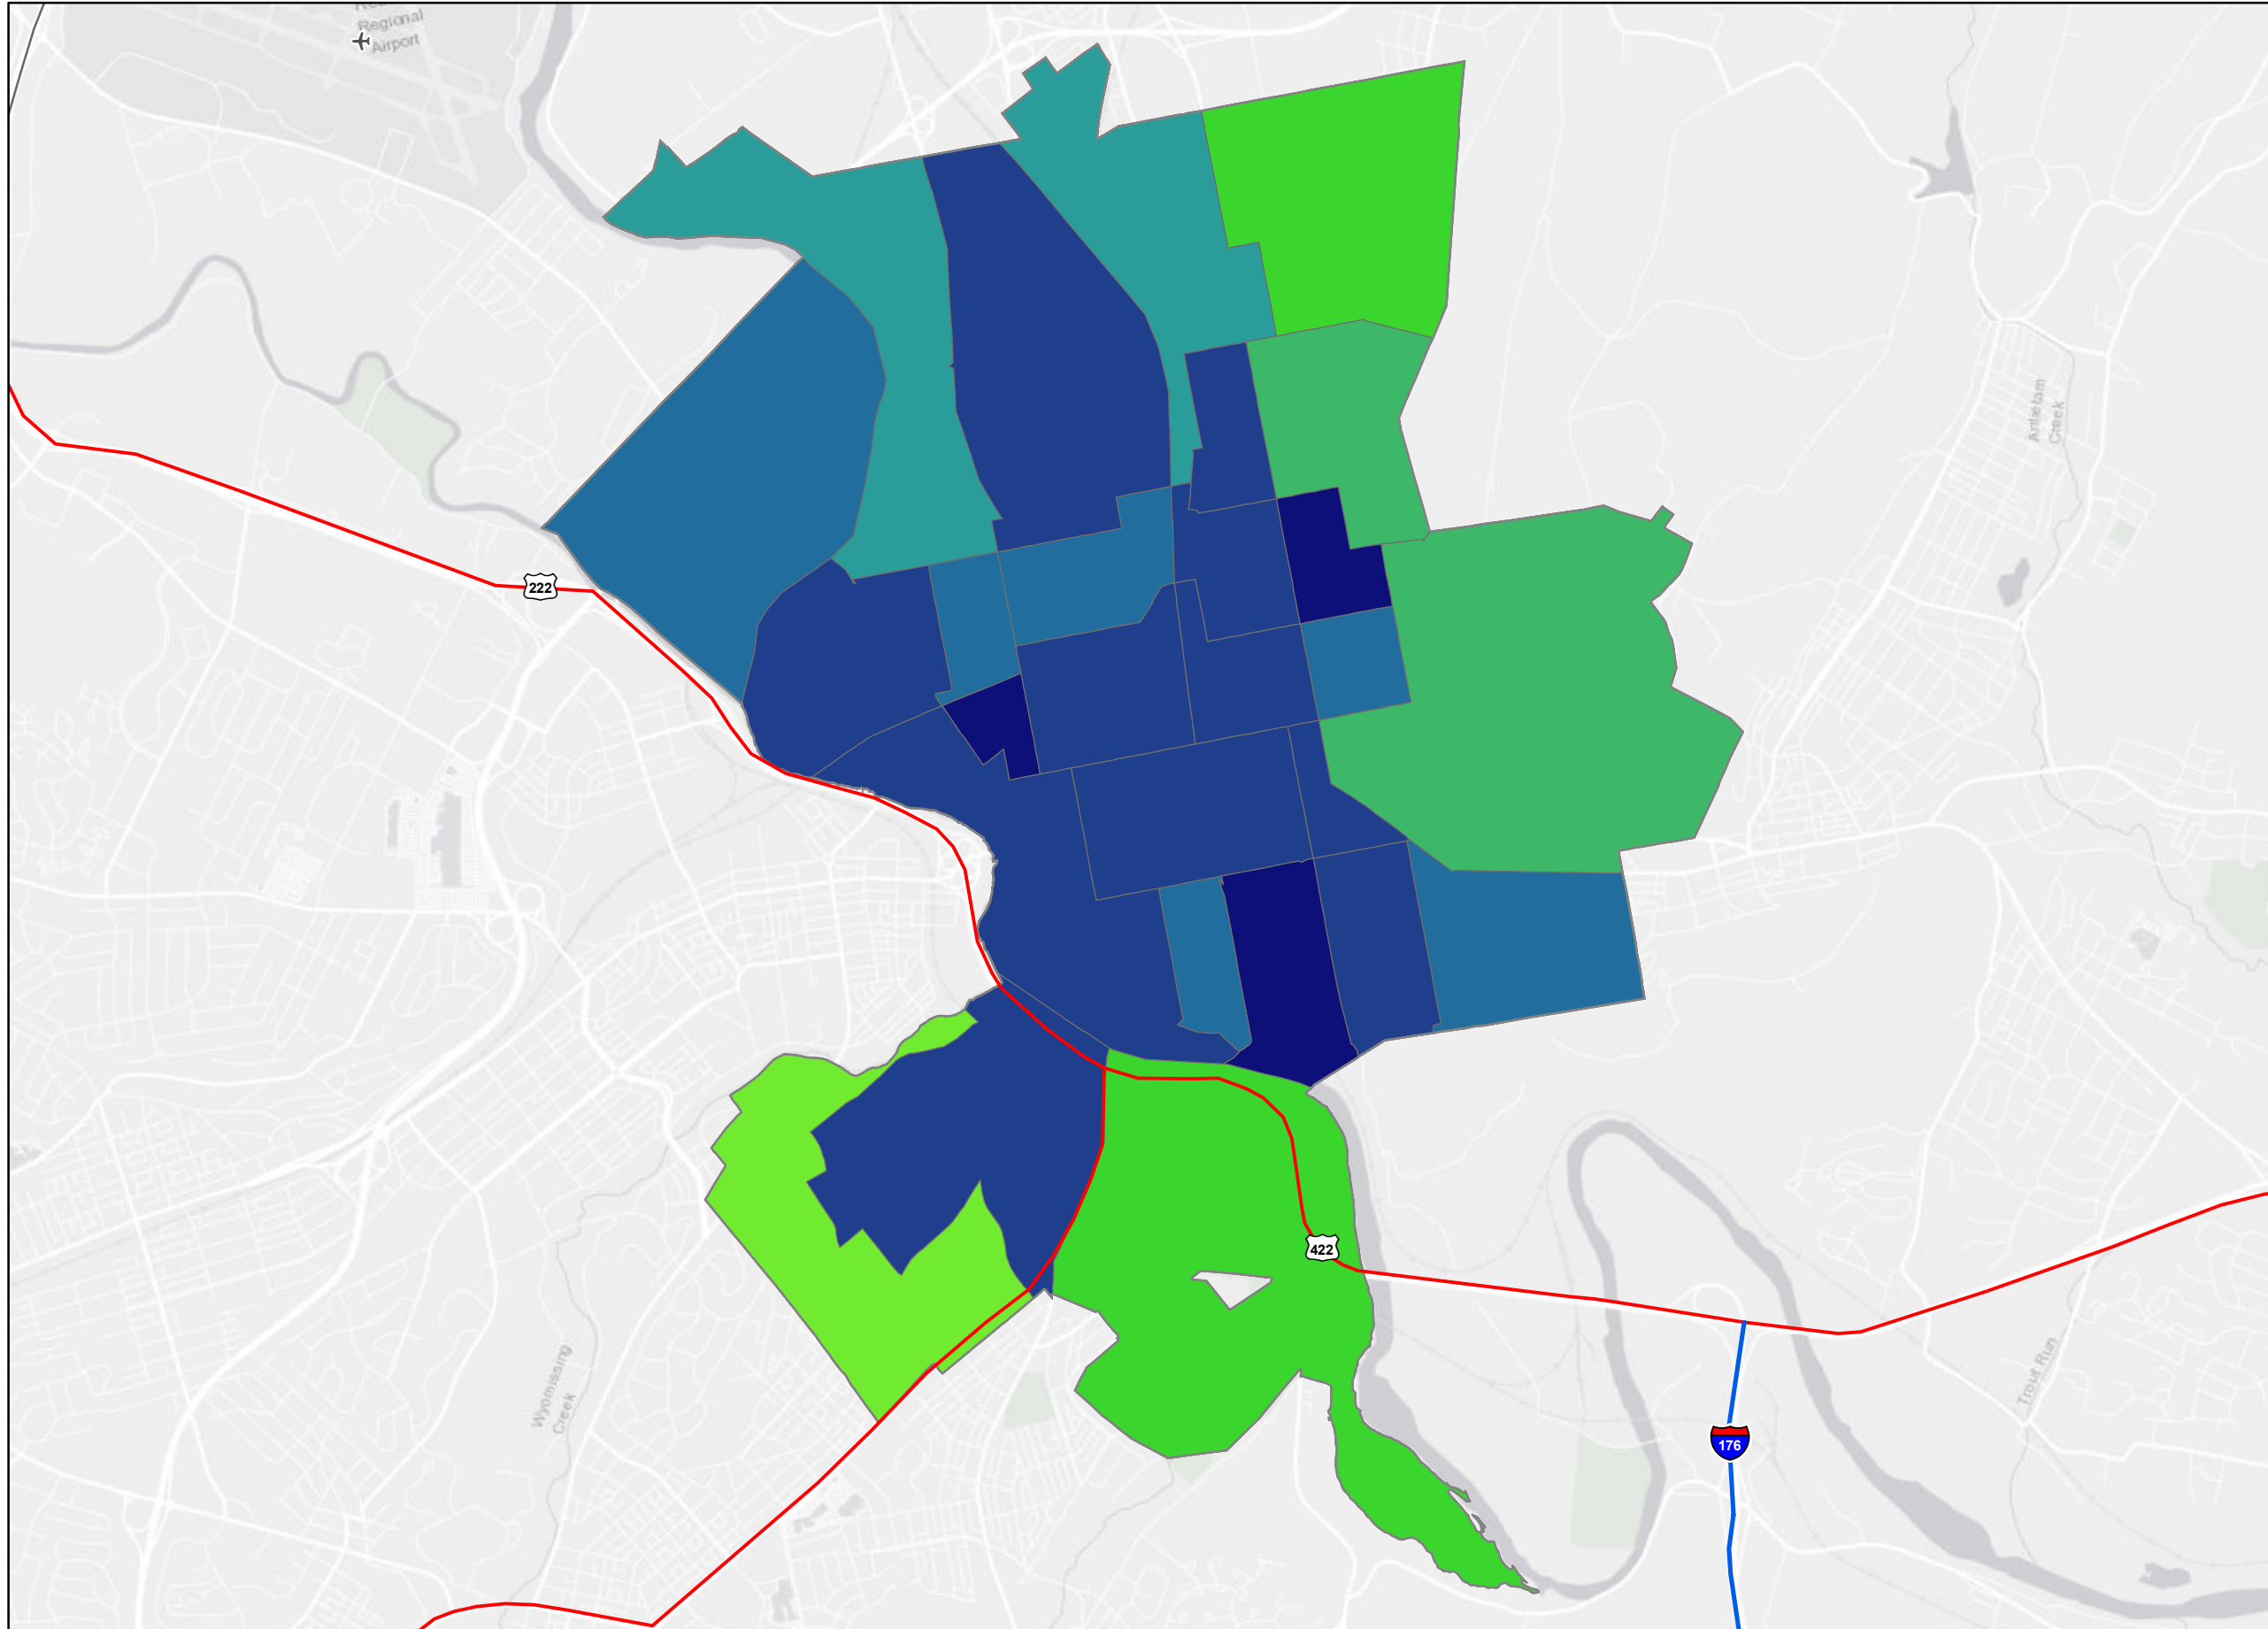 Regional
Airport
Antietam
Creek
222
422
176
Wyomissing
Creek
Trout Run